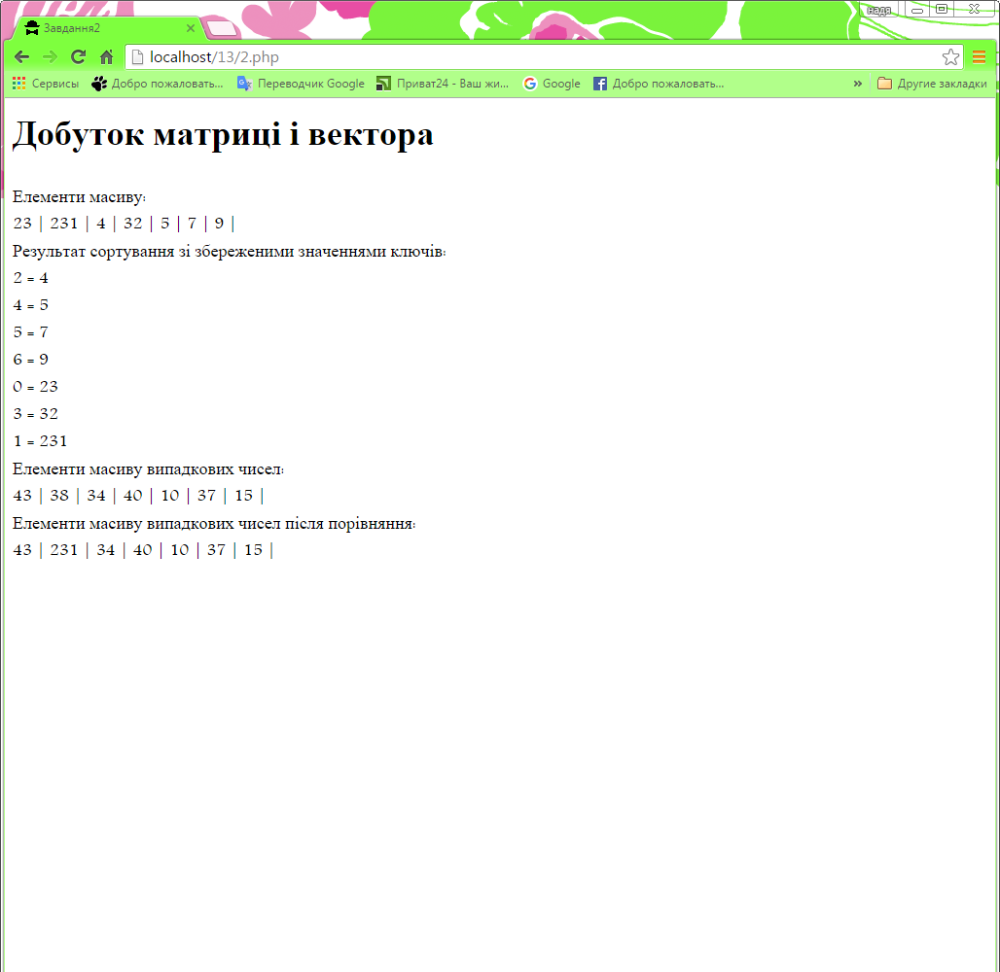 надя
Завдання2
localhost/13/2.php
Сервисы Добро пожаловать... Переводчик Google Приват24 - Ваш жи... Google Добро пожаловать... » Другие закладки
Добуток матриці і вектора
Елементи масиву:
23 | 231 | 4 | 32 | 5 | 7 | 9 |
Результат сортування зі збереженими значеннями ключів:
2 = 4
4 = 5
5 = 7
6 = 9
0 = 23
3 = 32
1 = 231
Елементи масиву випадкових чисел:
43 | 38 | 34 | 40 | 10 | 37 | 15 |
Елементи масиву випадкових чисел після порівняння:
43 | 231 | 34 | 40 | 10 | 37 | 15 |